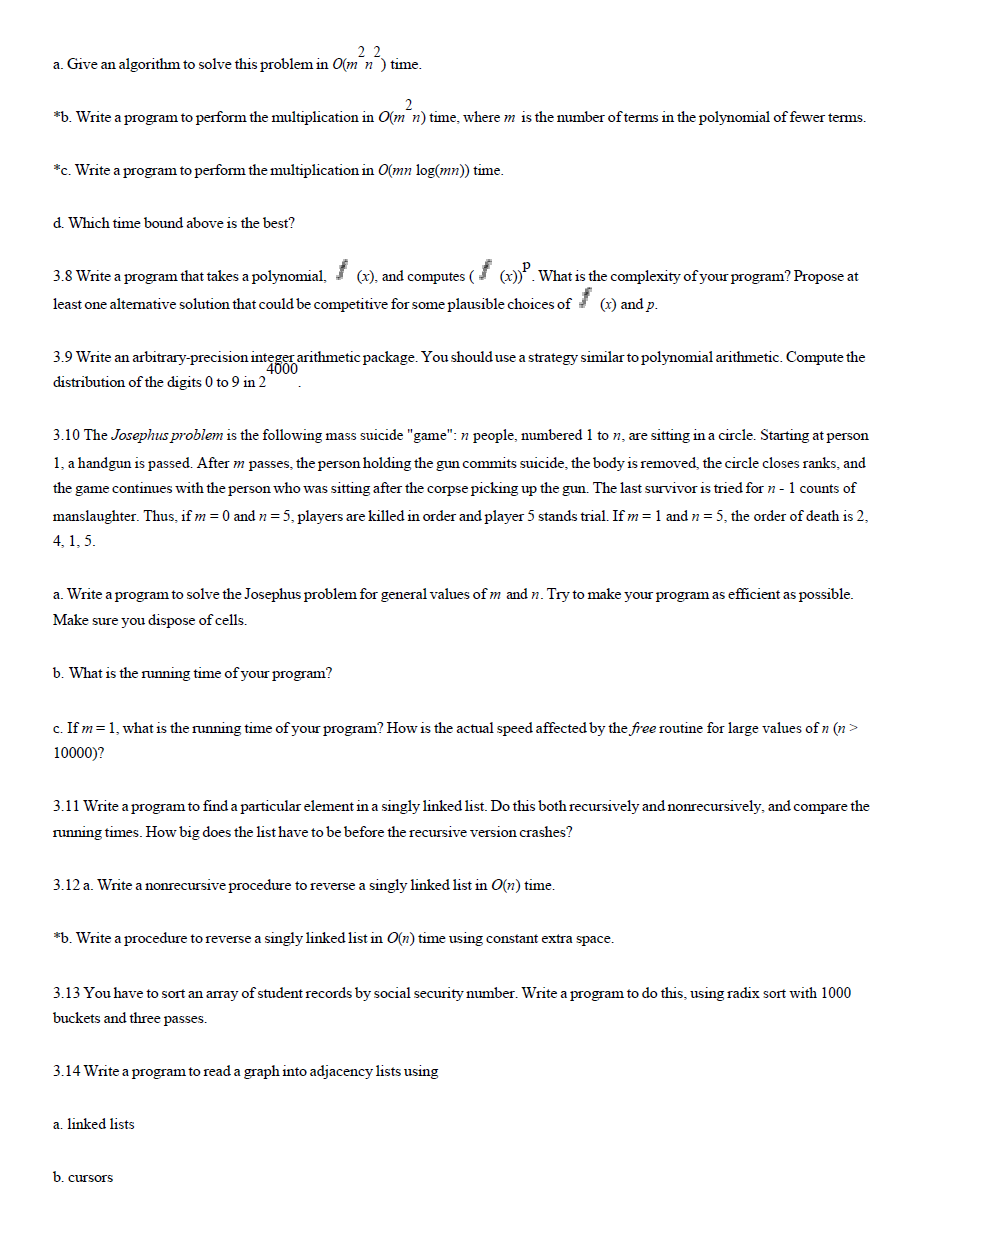 a. Give an algorithm to solve this problem in O(m²n²) time.
*b. Write a program to perform the multiplication in O(m²n) time, where m is the number of terms in the polynomial of fewer terms.
*c. Write a program to perform the multiplication in O(mn log(mn)) time.
d. Which time bound above is the best?
3.8 Write a program that takes a polynomial, f (x), and computes ( f (x))ᵖ. What is the complexity of your program? Propose at
least one alternative solution that could be competitive for some plausible choices of f (x) and p.
3.9 Write an arbitrary-precision integer arithmetic package. You should use a strategy similar to polynomial arithmetic. Compute the
distribution of the digits 0 to 9 in 2⁴⁰⁰⁰.
3.10 The Josephus problem is the following mass suicide "game": n people, numbered 1 to n, are sitting in a circle. Starting at person
1, a handgun is passed. After m passes, the person holding the gun commits suicide, the body is removed, the circle closes ranks, and
the game continues with the person who was sitting after the corpse picking up the gun. The last survivor is tried for n - 1 counts of
manslaughter. Thus, if m = 0 and n = 5, players are killed in order and player 5 stands trial. If m = 1 and n = 5, the order of death is 2,
4, 1, 5.
a. Write a program to solve the Josephus problem for general values of m and n. Try to make your program as efficient as possible.
Make sure you dispose of cells.
b. What is the running time of your program?
c. If m = 1, what is the running time of your program? How is the actual speed affected by the free routine for large values of n (n >
10000)?
3.11 Write a program to find a particular element in a singly linked list. Do this both recursively and nonrecursively, and compare the
running times. How big does the list have to be before the recursive version crashes?
3.12 a. Write a nonrecursive procedure to reverse a singly linked list in O(n) time.
*b. Write a procedure to reverse a singly linked list in O(n) time using constant extra space.
3.13 You have to sort an array of student records by social security number. Write a program to do this, using radix sort with 1000
buckets and three passes.
3.14 Write a program to read a graph into adjacency lists using
a. linked lists
b. cursors